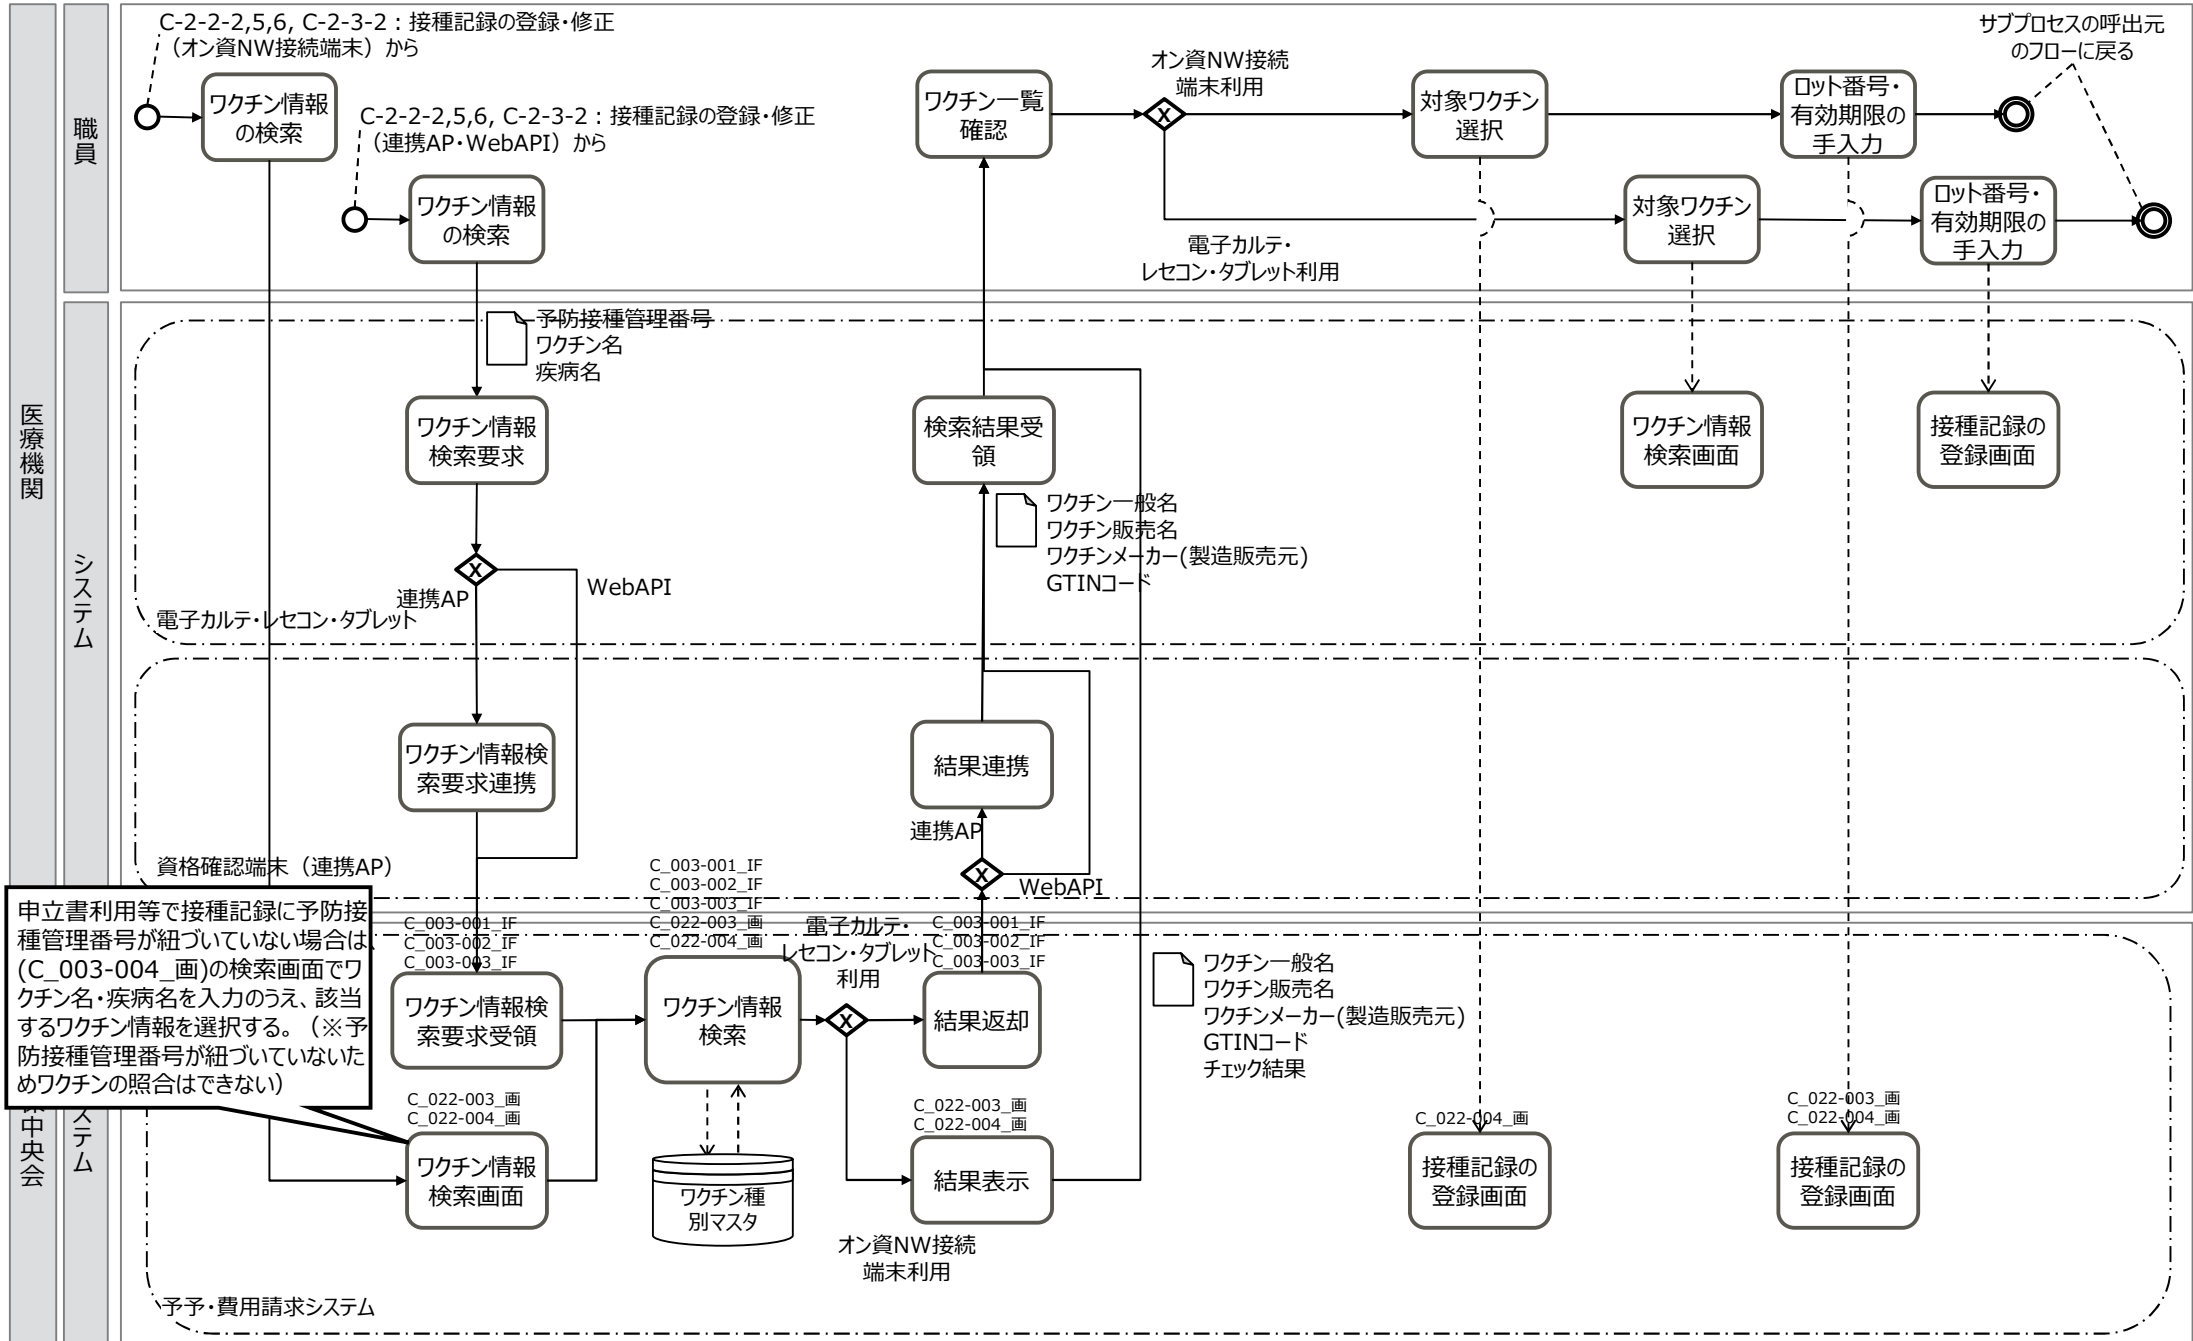 C-2-2-2,5,6, C-2-3-2：接種記録の登録・修正
（オン資NW接続端末）から
サブプロセスの呼出元
のフローに戻る
職員
ワクチン情報
の検索
C-2-2-2,5,6, C-2-3-2：接種記録の登録・修正
（連携AP・WebAPI）から
ワクチン情報
の検索
ワクチン一覧
確認
オン資NW接続
端末利用
X
対象ワクチン
選択
ロット番号・
有効期限の
手入力
対象ワクチン
選択
ロット番号・
有効期限の
手入力
電子カルテ・
レセコン・タブレット利用
医療機関
システム
予防接種管理番号
ワクチン名
疾病名
ワクチン情報
検索要求
検索結果受
領
ワクチン情報
検索画面
接種記録の
登録画面
ワクチン一般名
ワクチン販売名
ワクチンメーカー(製造販売元)
GTINコード
X
連携AP
WebAPI
電子カルテ・レセコン・タブレット
ワクチン情報検
索要求連携
結果連携
連携AP
X
WebAPI
資格確認端末（連携AP）
申立書利用等で接種記録に予防接
種管理番号が紐づいていない場合は、
(C_003-004_画)の検索画面でワ
クチン名・疾病名を入力のうえ、該当
するワクチン情報を選択する。（※予
防接種管理番号が紐づいていないた
めワクチンの照合はできない）
C_003-001_IF
C_003-002_IF
C_003-003_IF
C_003-001_IF
C_003-002_IF
C_003-003_IF
C_022-003_画
C_022-004_画
電子カルテ・
レセコン・タブレット
利用
C_003-001_IF
C_003-002_IF
C_003-003_IF
ワクチン情報検
索要求受領
ワクチン情報
検索
X
結果返却
ワクチン一般名
ワクチン販売名
ワクチンメーカー(製造販売元)
GTINコード
チェック結果
中央会
ステム
C_022-003_画
C_022-004_画
ワクチン情報
検索画面
ワクチン種
別マスタ
C_022-003_画
C_022-004_画
結果表示
オン資NW接続
端末利用
C_022-004_画
接種記録の
登録画面
C_022-003_画
C_022-004_画
接種記録の
登録画面
予予・費用請求システム